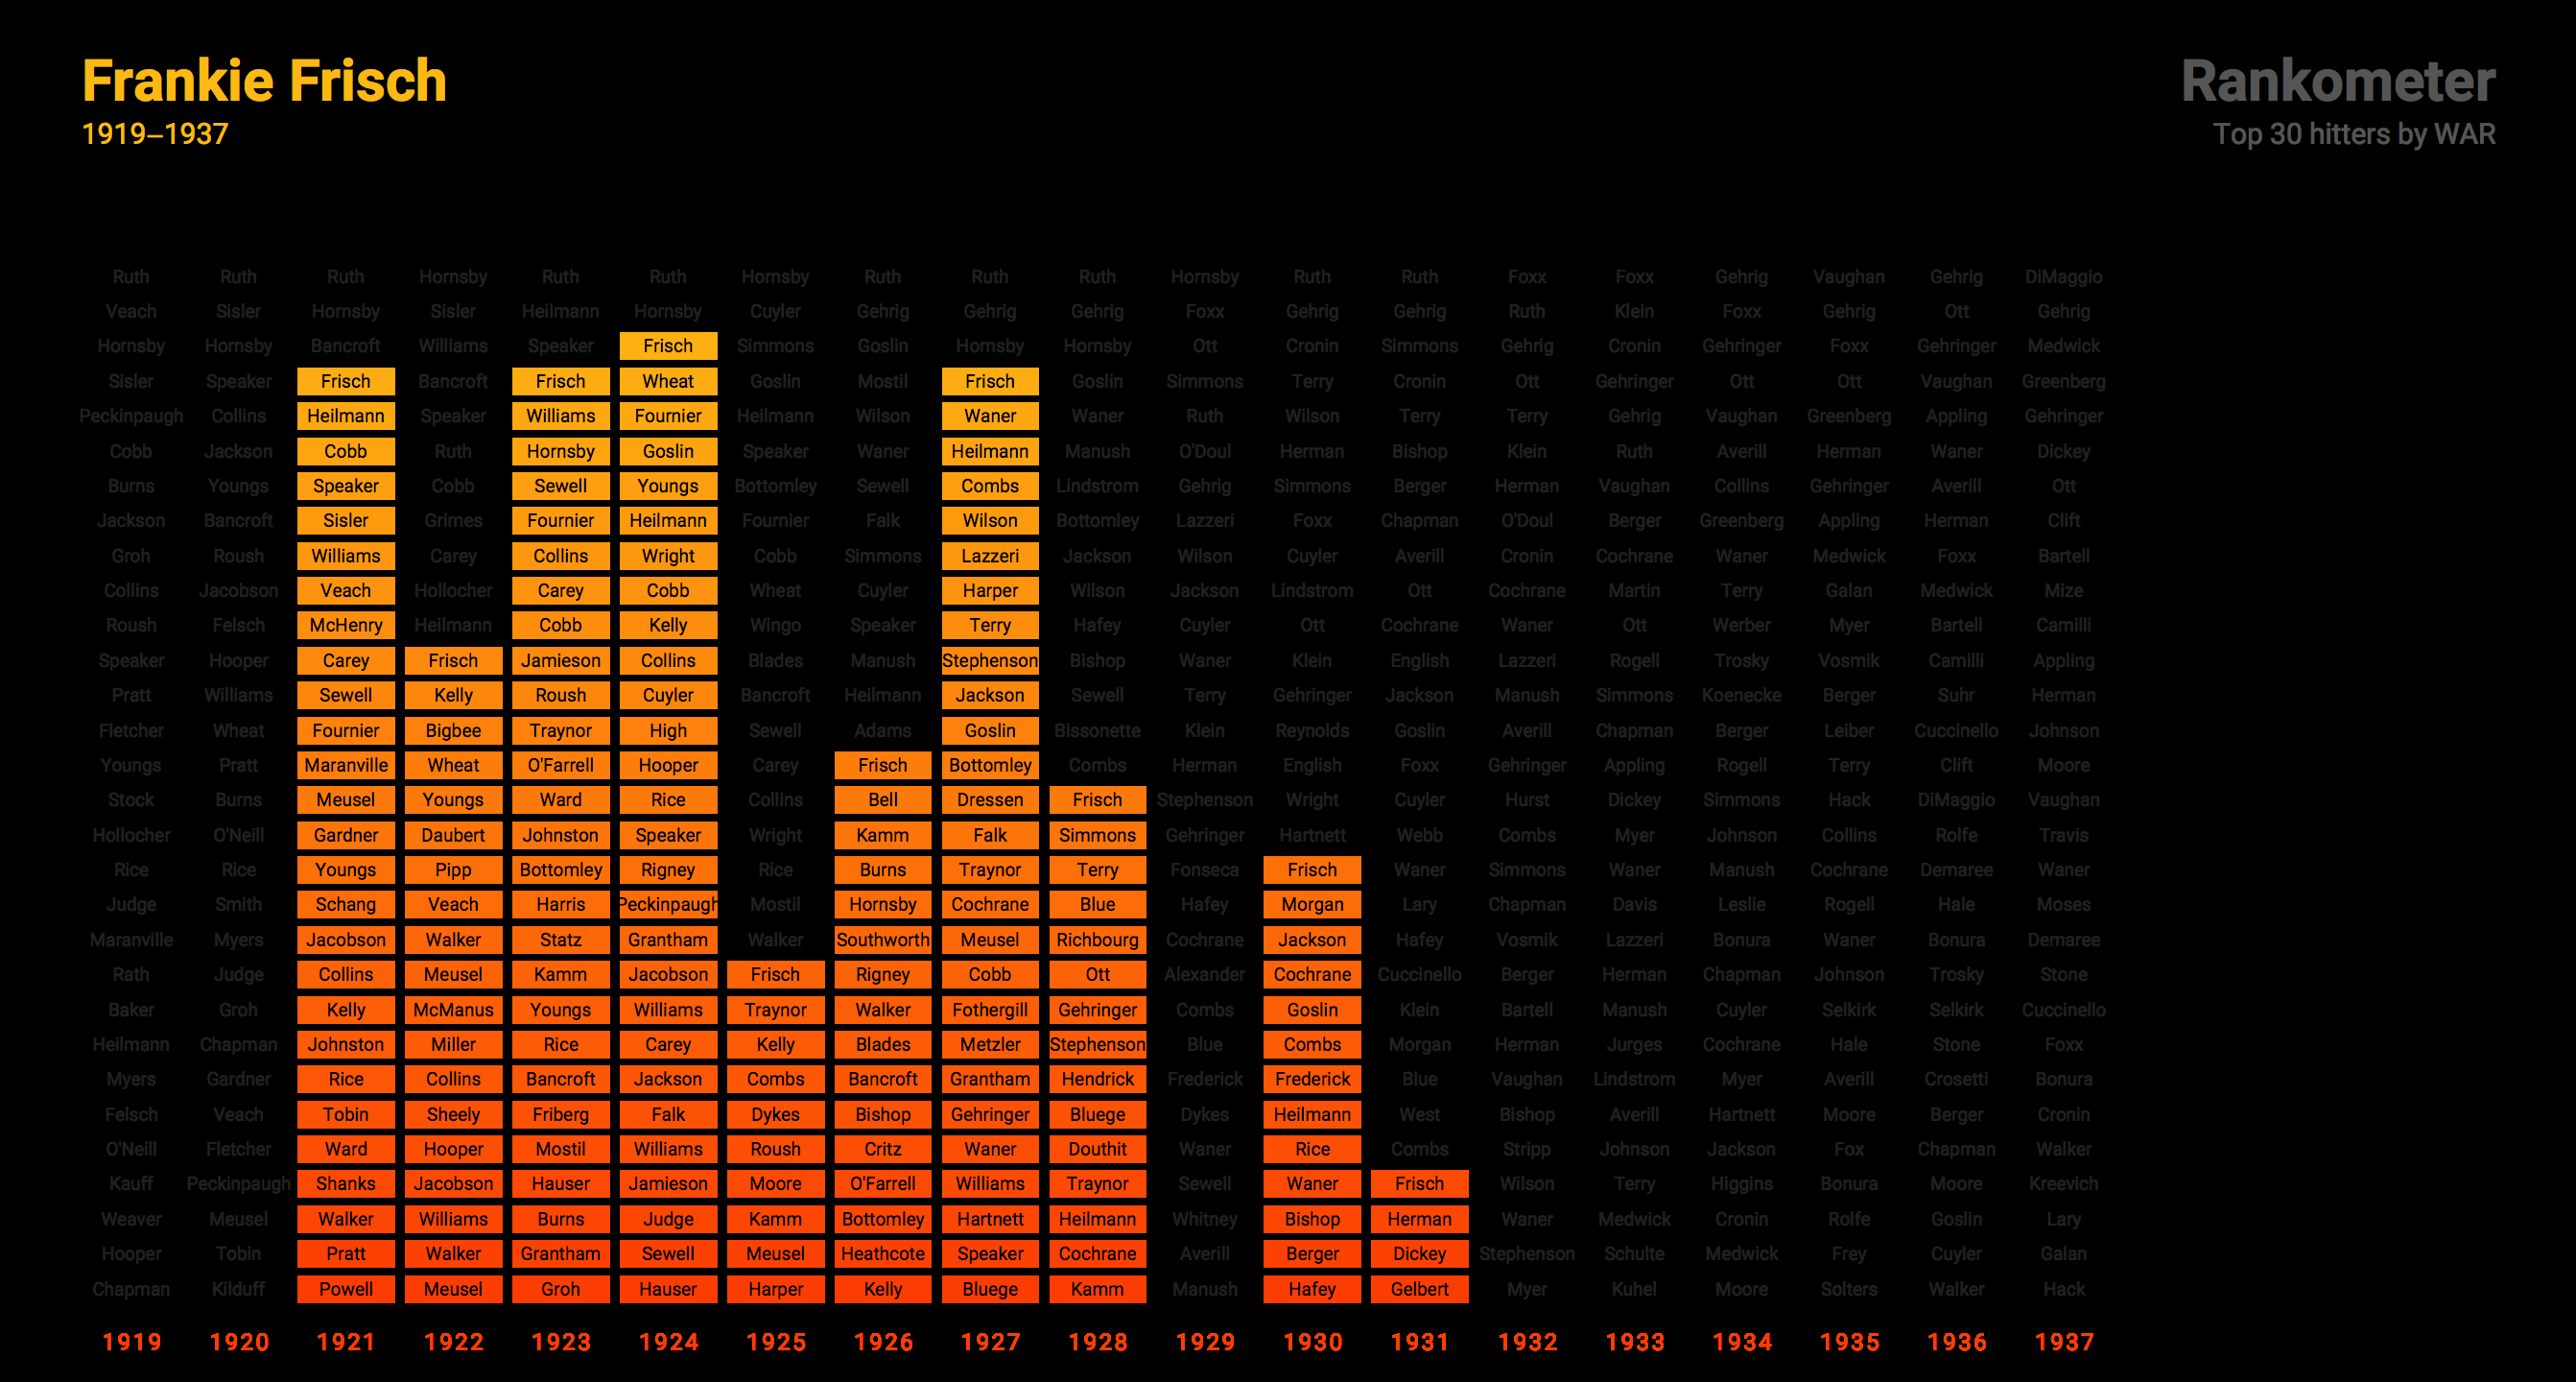 Frankie Frisch
1919–1937
Rankometer
Top 30 hitters by WAR
Ruth Ruth Ruth Hornsby Ruth Ruth Hornsby Ruth Ruth Ruth Hornsby Ruth Ruth Foxx Foxx Gehrig Vaughan Gehrig DiMaggio
Veach Sisler Hornsby Sisler Heilmann Hornsby Cuyler Gehrig Gehrig Gehrig Foxx Gehrig Gehrig Ruth Klein Foxx Gehrig Ott Gehrig
Hornsby Hornsby Bancroft Williams Speaker Frisch Simmons Goslin Hornsby Hornsby Ott Cronin Simmons Gehrig Cronin Gehringer Foxx Gehringer Medwick
Sisler Speaker Frisch Bancroft Frisch Wheat Goslin Mostil Frisch Goslin Simmons Terry Cronin Ott Gehringer Ott Ott Vaughan Greenberg
Peckinpaugh Collins Heilmann Speaker Williams Fournier Heilmann Wilson Waner Waner Ruth Wilson Terry Terry Gehrig Vaughan Greenberg Appling Gehringer
Cobb Jackson Cobb Ruth Hornsby Goslin Speaker Waner Heilmann Manush O'Doul Herman Bishop Klein Ruth Averill Herman Waner Dickey
Burns Youngs Speaker Cobb Sewell Youngs Bottomley Sewell Combs Lindstrom Gehrig Simmons Berger Herman Vaughan Collins Gehringer Averill Ott
Jackson Bancroft Sisler Grimes Fournier Heilmann Fournier Falk Wilson Bottomley Lazzeri Foxx Chapman O'Doul Berger Greenberg Appling Herman Clift
Groh Roush Williams Carey Collins Wright Cobb Simmons Lazzeri Jackson Wilson Cuyler Averill Cronin Cochrane Waner Medwick Foxx Bartell
Collins Jacobson Veach Hollocher Carey Cobb Wheat Cuyler Harper Wilson Jackson Lindstrom Ott Cochrane Martin Terry Galan Medwick Mize
Roush Felsch McHenry Heilmann Cobb Kelly Wingo Speaker Terry Hafey Cuyler Ott Cochrane Waner Ott Werber Myer Bartell Camilli
Speaker Hooper Carey Frisch Jamieson Collins Blades Manush Stephenson Bishop Waner Klein English Lazzeri Rogell Trosky Vosmik Camilli Appling
Pratt Williams Sewell Kelly Roush Cuyler Bancroft Heilmann Jackson Sewell Terry Gehringer Jackson Manush Simmons Koenecke Berger Suhr Herman
Fletcher Wheat Fournier Bigbee Traynor High Sewell Adams Goslin Bissonette Klein Reynolds Goslin Averill Chapman Berger Leiber Cuccinello Johnson
Youngs Pratt Maranville Wheat O'Farrell Hooper Carey Frisch Bottomley Combs Herman English Foxx Gehringer Appling Rogell Terry Clift Moore
Stock Burns Meusel Youngs Ward Rice Collins Bell Dressen Frisch Stephenson Wright Cuyler Hurst Dickey Simmons Hack DiMaggio Vaughan
Hollocher O'Neill Gardner Daubert Johnston Speaker Wright Kamm Falk Simmons Gehringer Hartnett Webb Combs Myer Johnson Collins Rolfe Travis
Rice Rice Youngs Pipp Bottomley Rigney Rice Burns Traynor Terry Fonseca Frisch Waner Simmons Waner Manush Cochrane Demaree Waner
Judge Smith Schang Veach Harris Peckinpaugh Mostil Hornsby Cochrane Blue Hafey Morgan Lary Chapman Davis Leslie Rogell Hale Moses
Maranville Myers Jacobson Walker Statz Grantham Walker Southworth Meusel Richbourg Cochrane Jackson Hafey Vosmik Lazzeri Bonura Waner Bonura Demaree
Rath Judge Collins Meusel Kamm Jacobson Frisch Rigney Cobb Ott Alexander Cochrane Cuccinello Berger Herman Chapman Johnson Trosky Stone
Baker Groh Kelly McManus Youngs Williams Traynor Walker Fothergill Gehringer Combs Goslin Klein Bartell Manush Cuyler Selkirk Selkirk Cuccinello
Heilmann Chapman Johnston Miller Rice Carey Kelly Blades Metzler Stephenson Blue Combs Morgan Herman Jurges Cochrane Hale Stone Foxx
Myers Gardner Rice Collins Bancroft Jackson Combs Bancroft Grantham Hendrick Frederick Frederick Blue Vaughan Lindstrom Myer Averill Crosetti Bonura
Felsch Veach Tobin Sheely Friberg Falk Dykes Bishop Gehringer Bluege Dykes Heilmann West Bishop Averill Hartnett Moore Berger Cronin
O'Neill Fletcher Ward Hooper Mostil Williams Roush Critz Waner Douthit Waner Rice Combs Stripp Johnson Jackson Fox Chapman Walker
Kauff Peckinpaugh Shanks Jacobson Hauser Jamieson Moore O'Farrell Williams Traynor Sewell Waner Frisch Wilson Terry Higgins Bonura Moore Kreevich
Weaver Meusel Walker Williams Burns Judge Kamm Bottomley Hartnett Heilmann Whitney Bishop Herman Waner Medwick Cronin Rolfe Goslin Lary
Hooper Tobin Pratt Walker Grantham Sewell Meusel Heathcote Speaker Cochrane Averill Berger Dickey Stephenson Schulte Medwick Frey Cuyler Galan
Chapman Kilduff Powell Meusel Groh Hauser Harper Kelly Bluege Kamm Manush Hafey Gelbert Myer Kuhel Moore Solters Walker Hack
1919 1920 1921 1922 1923 1924 1925 1926 1927 1928 1929 1930 1931 1932 1933 1934 1935 1936 1937